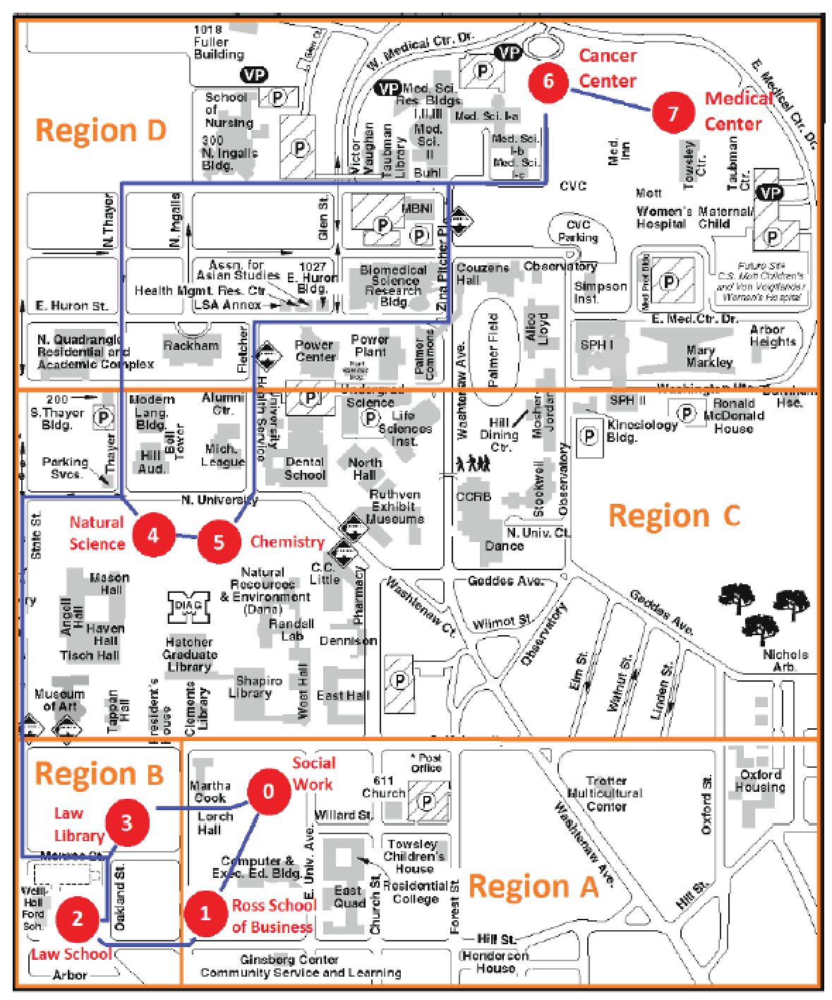 1018
Fuller
Building
Glen Ct.
W. Medical Ctr. Dr.
VP
P
VP
P
6
Cancer
Center
E. Medical Ctr. Dr.
7
Medical
Center
VP
P
School
of
Nursing
300
N. Ingalls
Bldg.
P
Region D
Med. Sci.
Res. Bldgs.
I,II,III
Med. Sci. I-a
Med.
Sci.
II
Med. Sci.
I-b
Med. Sci.
I-c
Victor
Vaughan
Taubman
Library
Buhl
Med.
Inn
Towsley
Ctr.
Taubman
Ctr.
CVC
Mott
VP
P
Women's
Hospital
Maternal/
Child
N. Thayer
N. Ingalls
Glen St.
MBNI
P
P
Zina Pitcher Pl.
CVC
Parking
Assn. for
Asian Studies
1027
E. Huron
Bldg.
Health Mgmt. Res. Ctr.
LSA Annex
Biomedical
Science
Research
Bldg.
Couzens
Hall
Observatory
Simpson
Inst.
Med Prof Bldg
P
Future Site
C.S. Mott Children's
and Von Voigtlander
Women's Hospital
E. Huron St.
E. Med.Ctr. Dr.
N. Quadrangle
Residential and
Academic Complex
Rackham
Fletcher
Power
Center
Power
Plant
Palmer
Commons
Washtenaw Ave.
Palmer Field
Alice
Lloyd
SPH I
Mary
Markley
Arbor
Heights
200
S. Thayer
Bldg.
P
Modern
Lang.
Bldg.
Alumni
Ctr.
University
Health Service
P
Undergrad
Science
P
Life
Sciences
Inst.
Hill
Dining
Ctr.
Mosher
Jordan
Washington Hts.
SPH II
P
Ronald
McDonald
House
Dunnham
Hse.
P
Kinesiology
Bldg.
Parking
Svcs.
Thayer
Hill
Aud.
Bell
Tower
Mich.
League
Dental
School
North
Hall
Ruthven
Exhibit
Museums
CCRB
Stockwell
Observatory
N. University
State St.
Natural
Science
4
5
Chemistry
Region C
N. Univ. Ct.
Dance
Mason
Hall
Angell
Hall
Haven
Hall
Tisch Hall
DIAG
Natural
Resources
& Environment
(Dana)
C.C.
Little
Pharmacy
Randall
Lab
Dennison
Hatcher
Graduate
Library
Washtenaw Ct.
Geddes Ave.
Wilmot St.
Observatory
Geddes Ave.
Elm St.
Walnut St.
Linden St.
Nichols
Arb.
P
Museum
of Art
Tappan
Hall
President's
House
Clements
Library
Shapiro
Library
West Hall
East Hall
Region B
Law
Library
3
Martha
Cook
0
Social
Work
Lorch
Hall
611
Church
* Post
Office
P
Willard St.
Trotter
Multicultural
Center
Oxford
Housing
Oxford St.
Washtenaw Ave.
Monroe St.
Hall
Ford
2
Law School
Oakland St.
Computer &
Exec. Ed. Bldg.
1
Ross School
of Business
E. Univ. Ave.
East
Quad
Church St.
Towsley
Children's
House
Residential
College
Forest St.
Region A
Hill St.
Hill St.
Arbor
Ginsberg Center
Community Service and Learning
Henderson
House